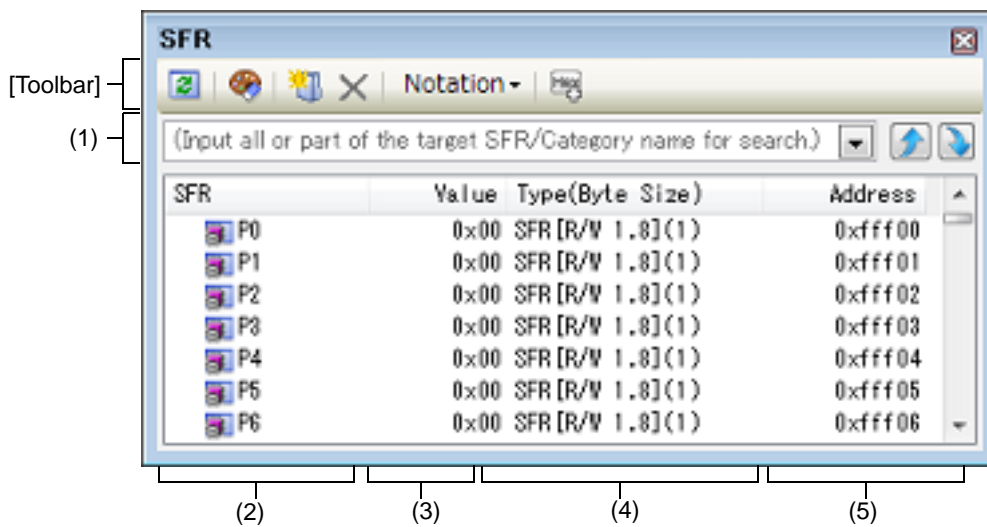 SFR
[Toolbar]
Notation
Hex
(1)
(Input all or part of the target SFR/Category name for search.)
SFR Value Type(Byte Size) Address
P0 0x00 SFR[R/W 1.8](1) 0xfff00
P1 0x00 SFR[R/W 1.8](1) 0xfff01
P2 0x00 SFR[R/W 1.8](1) 0xfff02
P3 0x00 SFR[R/W 1.8](1) 0xfff03
P4 0x00 SFR[R/W 1.8](1) 0xfff04
P5 0x00 SFR[R/W 1.8](1) 0xfff05
P6 0x00 SFR[R/W 1.8](1) 0xfff06
(2) (3) (4) (5)